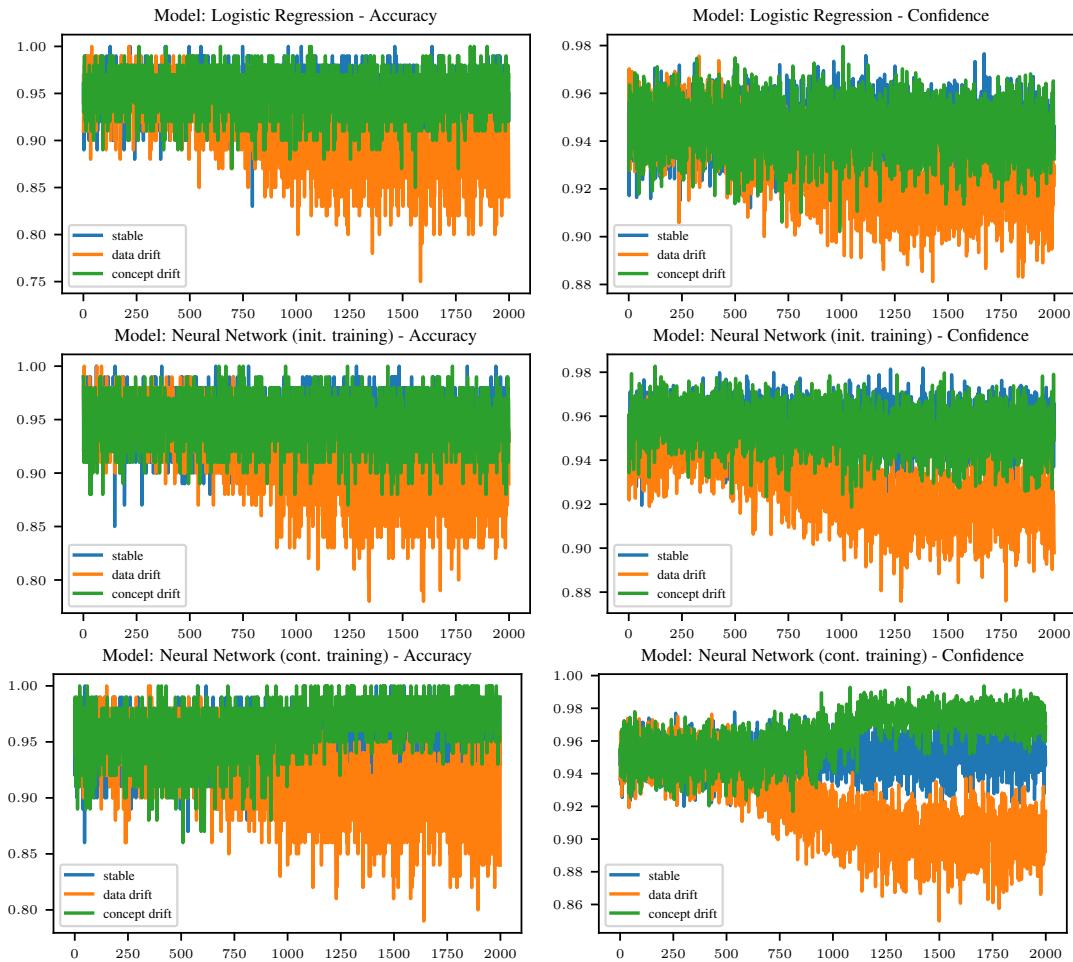 Model: Logistic Regression - Accuracy
1.00
0.95
0.90
0.85
0.80
0.75
stable
data drift
concept drift
0 250 500 750 1000 1250 1500 1750 2000
Model: Logistic Regression - Confidence
0.98
0.96
0.94
0.92
0.90
0.88
stable
data drift
concept drift
0 250 500 750 1000 1250 1500 1750 2000
Model: Neural Network (init. training) - Accuracy
1.00
0.95
0.90
0.85
0.80
stable
data drift
concept drift
0 250 500 750 1000 1250 1500 1750 2000
Model: Neural Network (init. training) - Confidence
0.98
0.96
0.94
0.92
0.90
0.88
stable
data drift
concept drift
0 250 500 750 1000 1250 1500 1750 2000
Model: Neural Network (cont. training) - Accuracy
1.00
0.95
0.90
0.85
0.80
stable
data drift
concept drift
0 250 500 750 1000 1250 1500 1750 2000
Model: Neural Network (cont. training) - Confidence
1.00
0.98
0.96
0.94
0.92
0.90
0.88
0.86
stable
data drift
concept drift
0 250 500 750 1000 1250 1500 1750 2000